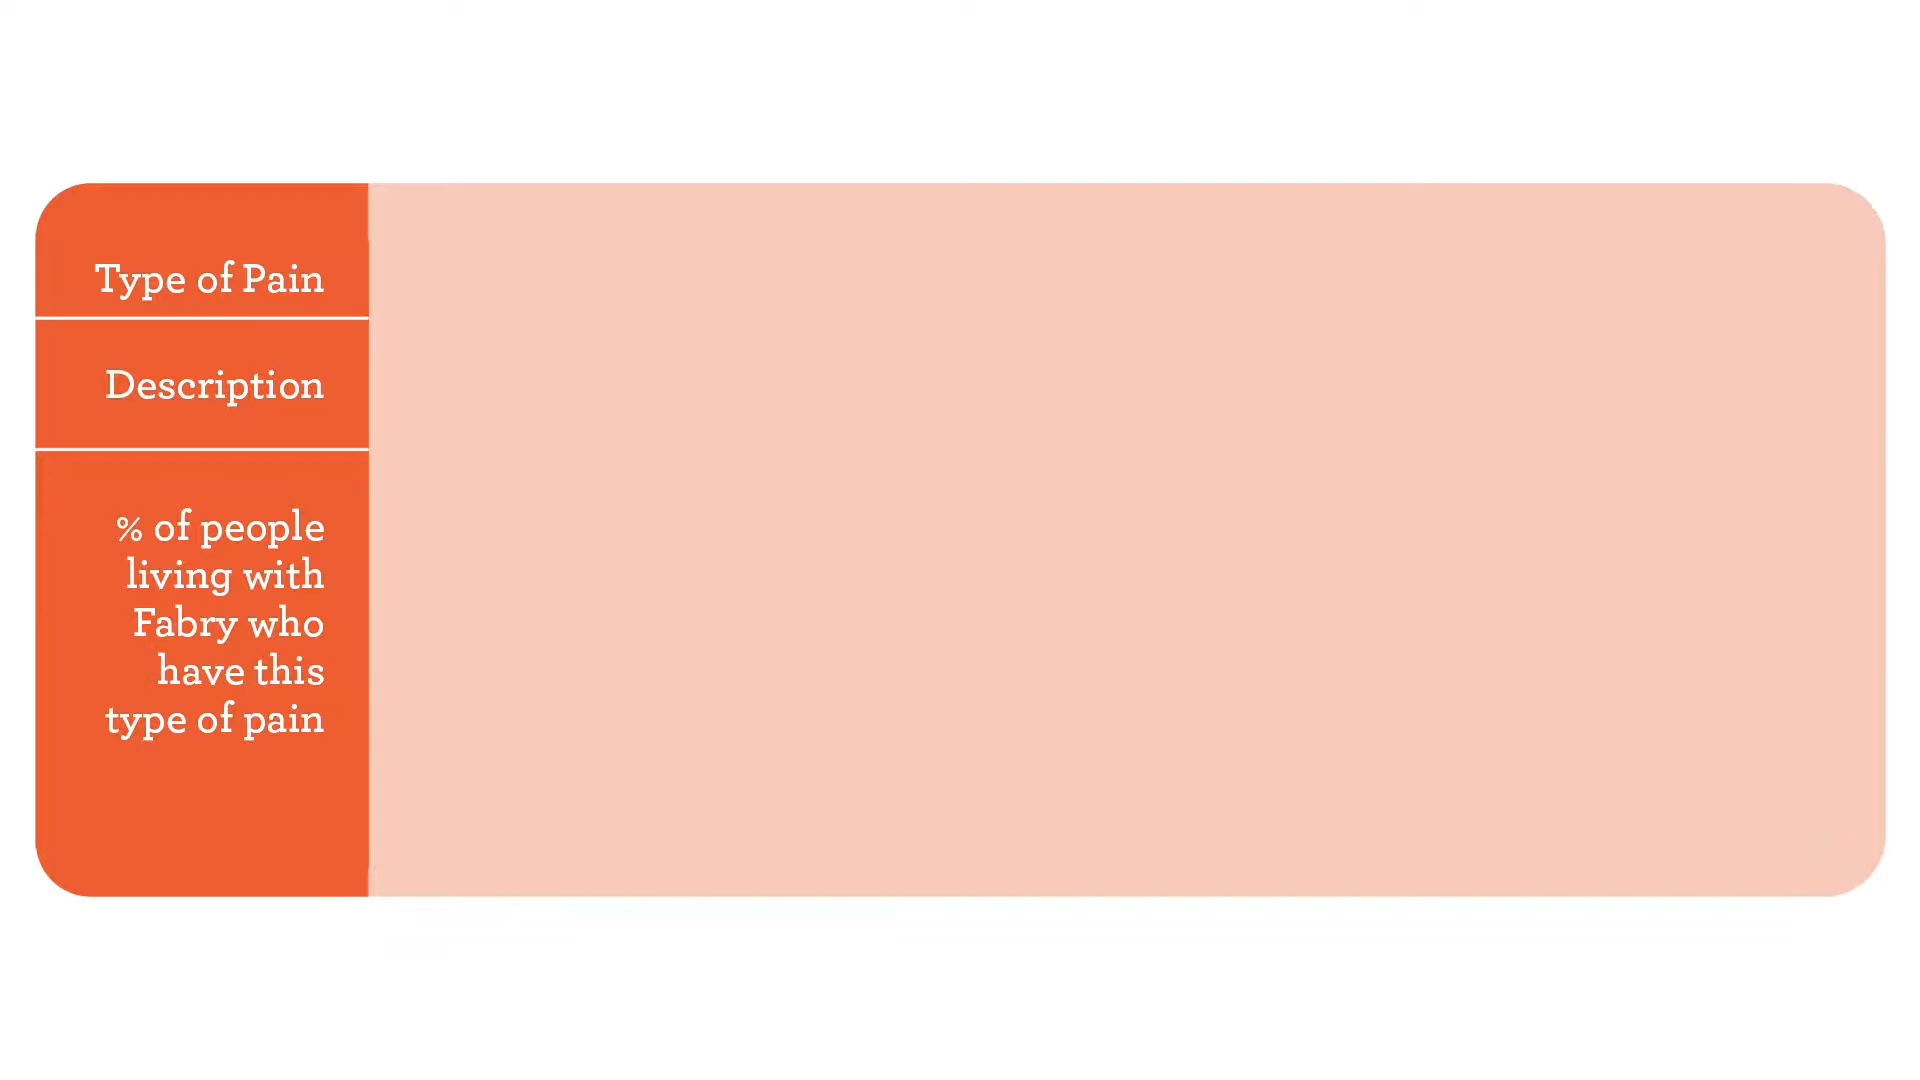 Type of Pain
Description
% of people
living with
Fabry who
have this
type of pain